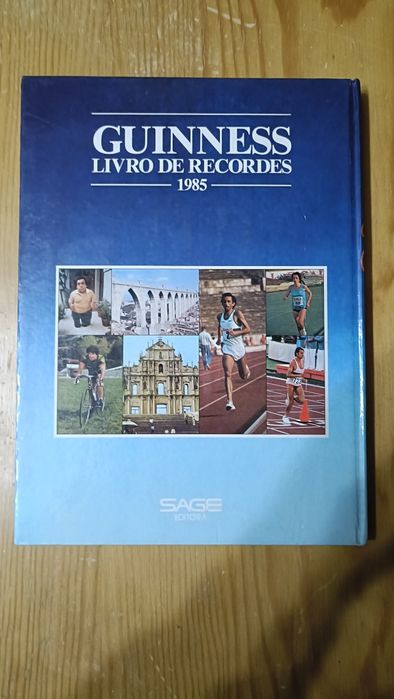 GUINNESS
LIVRO DE RECORDES
1985
SAGE
EDITORA